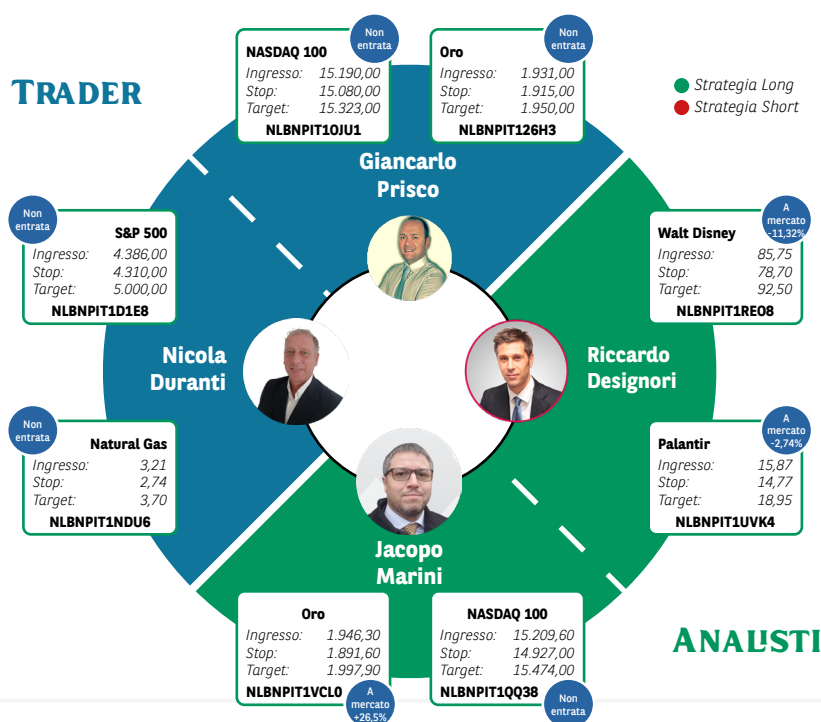 TRADER
Non
entrata
NASDAQ 100
Ingresso: 15.190,00
Stop: 15.080,00
Target: 15.323,00
NLBNPIT1OJU1
Non
entrata
Oro
Ingresso: 1.931,00
Stop: 1.915,00
Target: 1.950,00
NLBNPIT126H3
Strategia Long
Strategia Short
Giancarlo
Prisco
Non
entrata
S&P 500
Ingresso: 4.386,00
Stop: 4.310,00
Target: 5.000,00
NLBNPIT1D1E8
A
mercato
-11,32%
Walt Disney
Ingresso: 85,75
Stop: 78,70
Target: 92,50
NLBNPIT1REO8
Nicola
Duranti
Riccardo
Designori
Non
entrata
Natural Gas
Ingresso: 3,21
Stop: 2,74
Target: 3,70
NLBNPIT1NDU6
A
mercato
-2,74%
Palantir
Ingresso: 15,87
Stop: 14,77
Target: 18,95
NLBNPIT1UVK4
Jacopo
Marini
Oro
Ingresso: 1.946,30
Stop: 1.891,60
Target: 1.997,90
NLBNPIT1VCL0
A
mercato
+26,5%
NASDAQ 100
Ingresso: 15.209,60
Stop: 14.927,00
Target: 15.474,00
NLBNPIT1QQ38
Non
entrata
ANALISTI